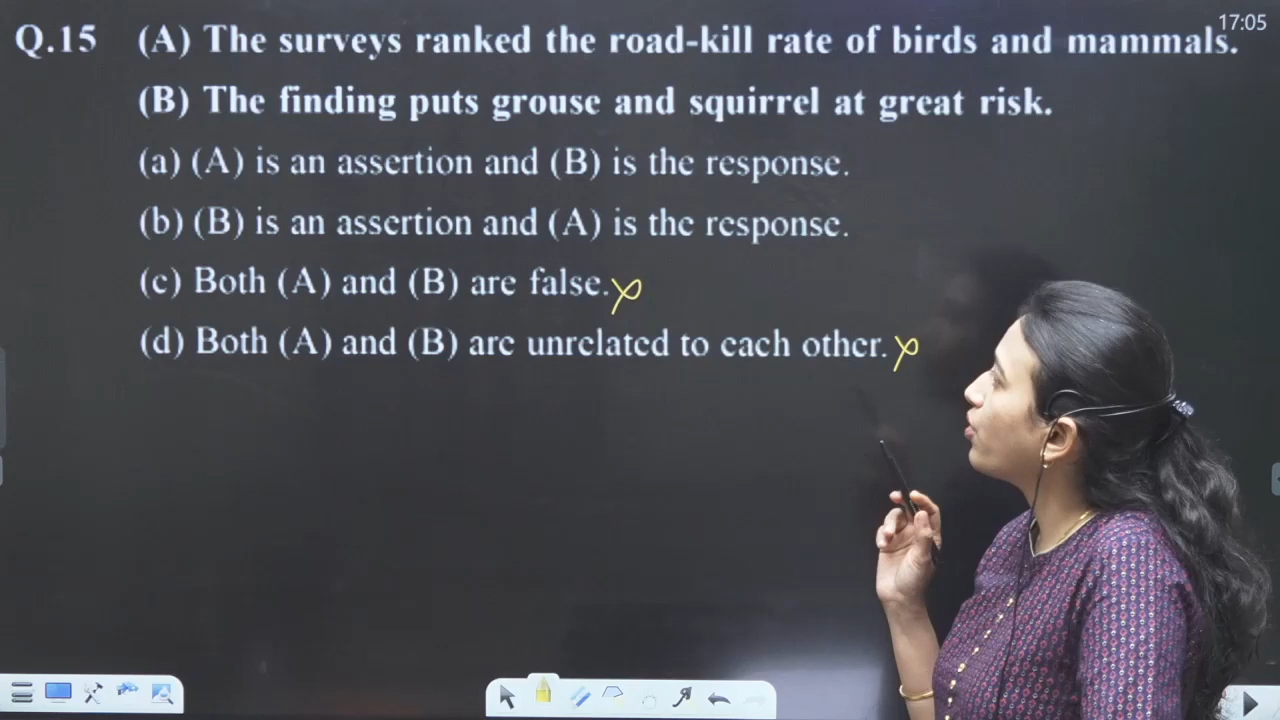 17:05
Q.15 (A) The surveys ranked the road-kill rate of birds and mammals.
(B) The finding puts grouse and squirrel at great risk.
(a) (A) is an assertion and (B) is the response.
(b) (B) is an assertion and (A) is the response.
(c) Both (A) and (B) are false.
(d) Both (A) and (B) are unrelated to each other.